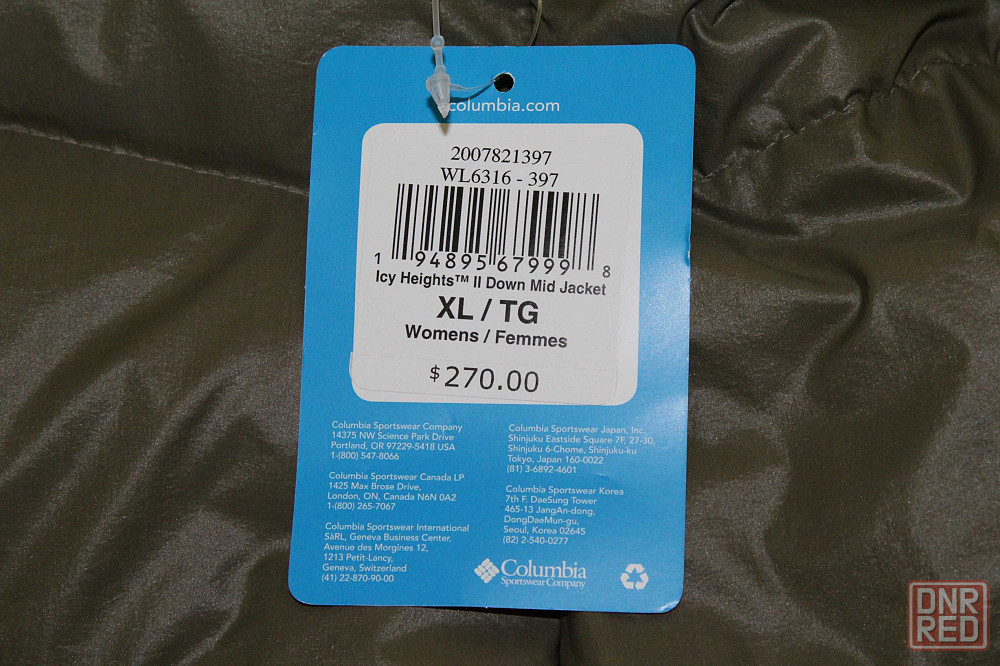 columbia.com
2007821397
WL6316 - 397
1 94895 67999 8
Icy Heights™ II Down Mid Jacket
XL / TG
Womens / Femmes
$270.00
Columbia Sportswear Company
14375 NW Science Park Drive
Portland, OR 97229-5418 USA
1-(800) 547-8066
Columbia Sportswear Canada LP
1425 Max Brose Drive,
London, ON, Canada N6N 0A2
1-(800) 265-7067
Columbia Sportswear International
SàRL, Geneva Business Center.
Avenue des Morgines 12,
1213 Petit-Lancy,
Geneva, Switzerland
(41) 22-870-90-00
Columbia Sportswear Japan, Inc.
Shinjuku Eastside Square 7F, 27-30,
Shinjuku 6-Chome, Shinjuku-ku
Tokyo, Japan 160-0022
(81) 3-6892-4601
Columbia Sportswear Korea
7th F. DaeSung Tower
465-13 JangAn-dong,
DongDaeMun-gu,
Seoul, Korea 02645
(82) 2-540-0277
Columbia
Sportswear Company
DNR
RED